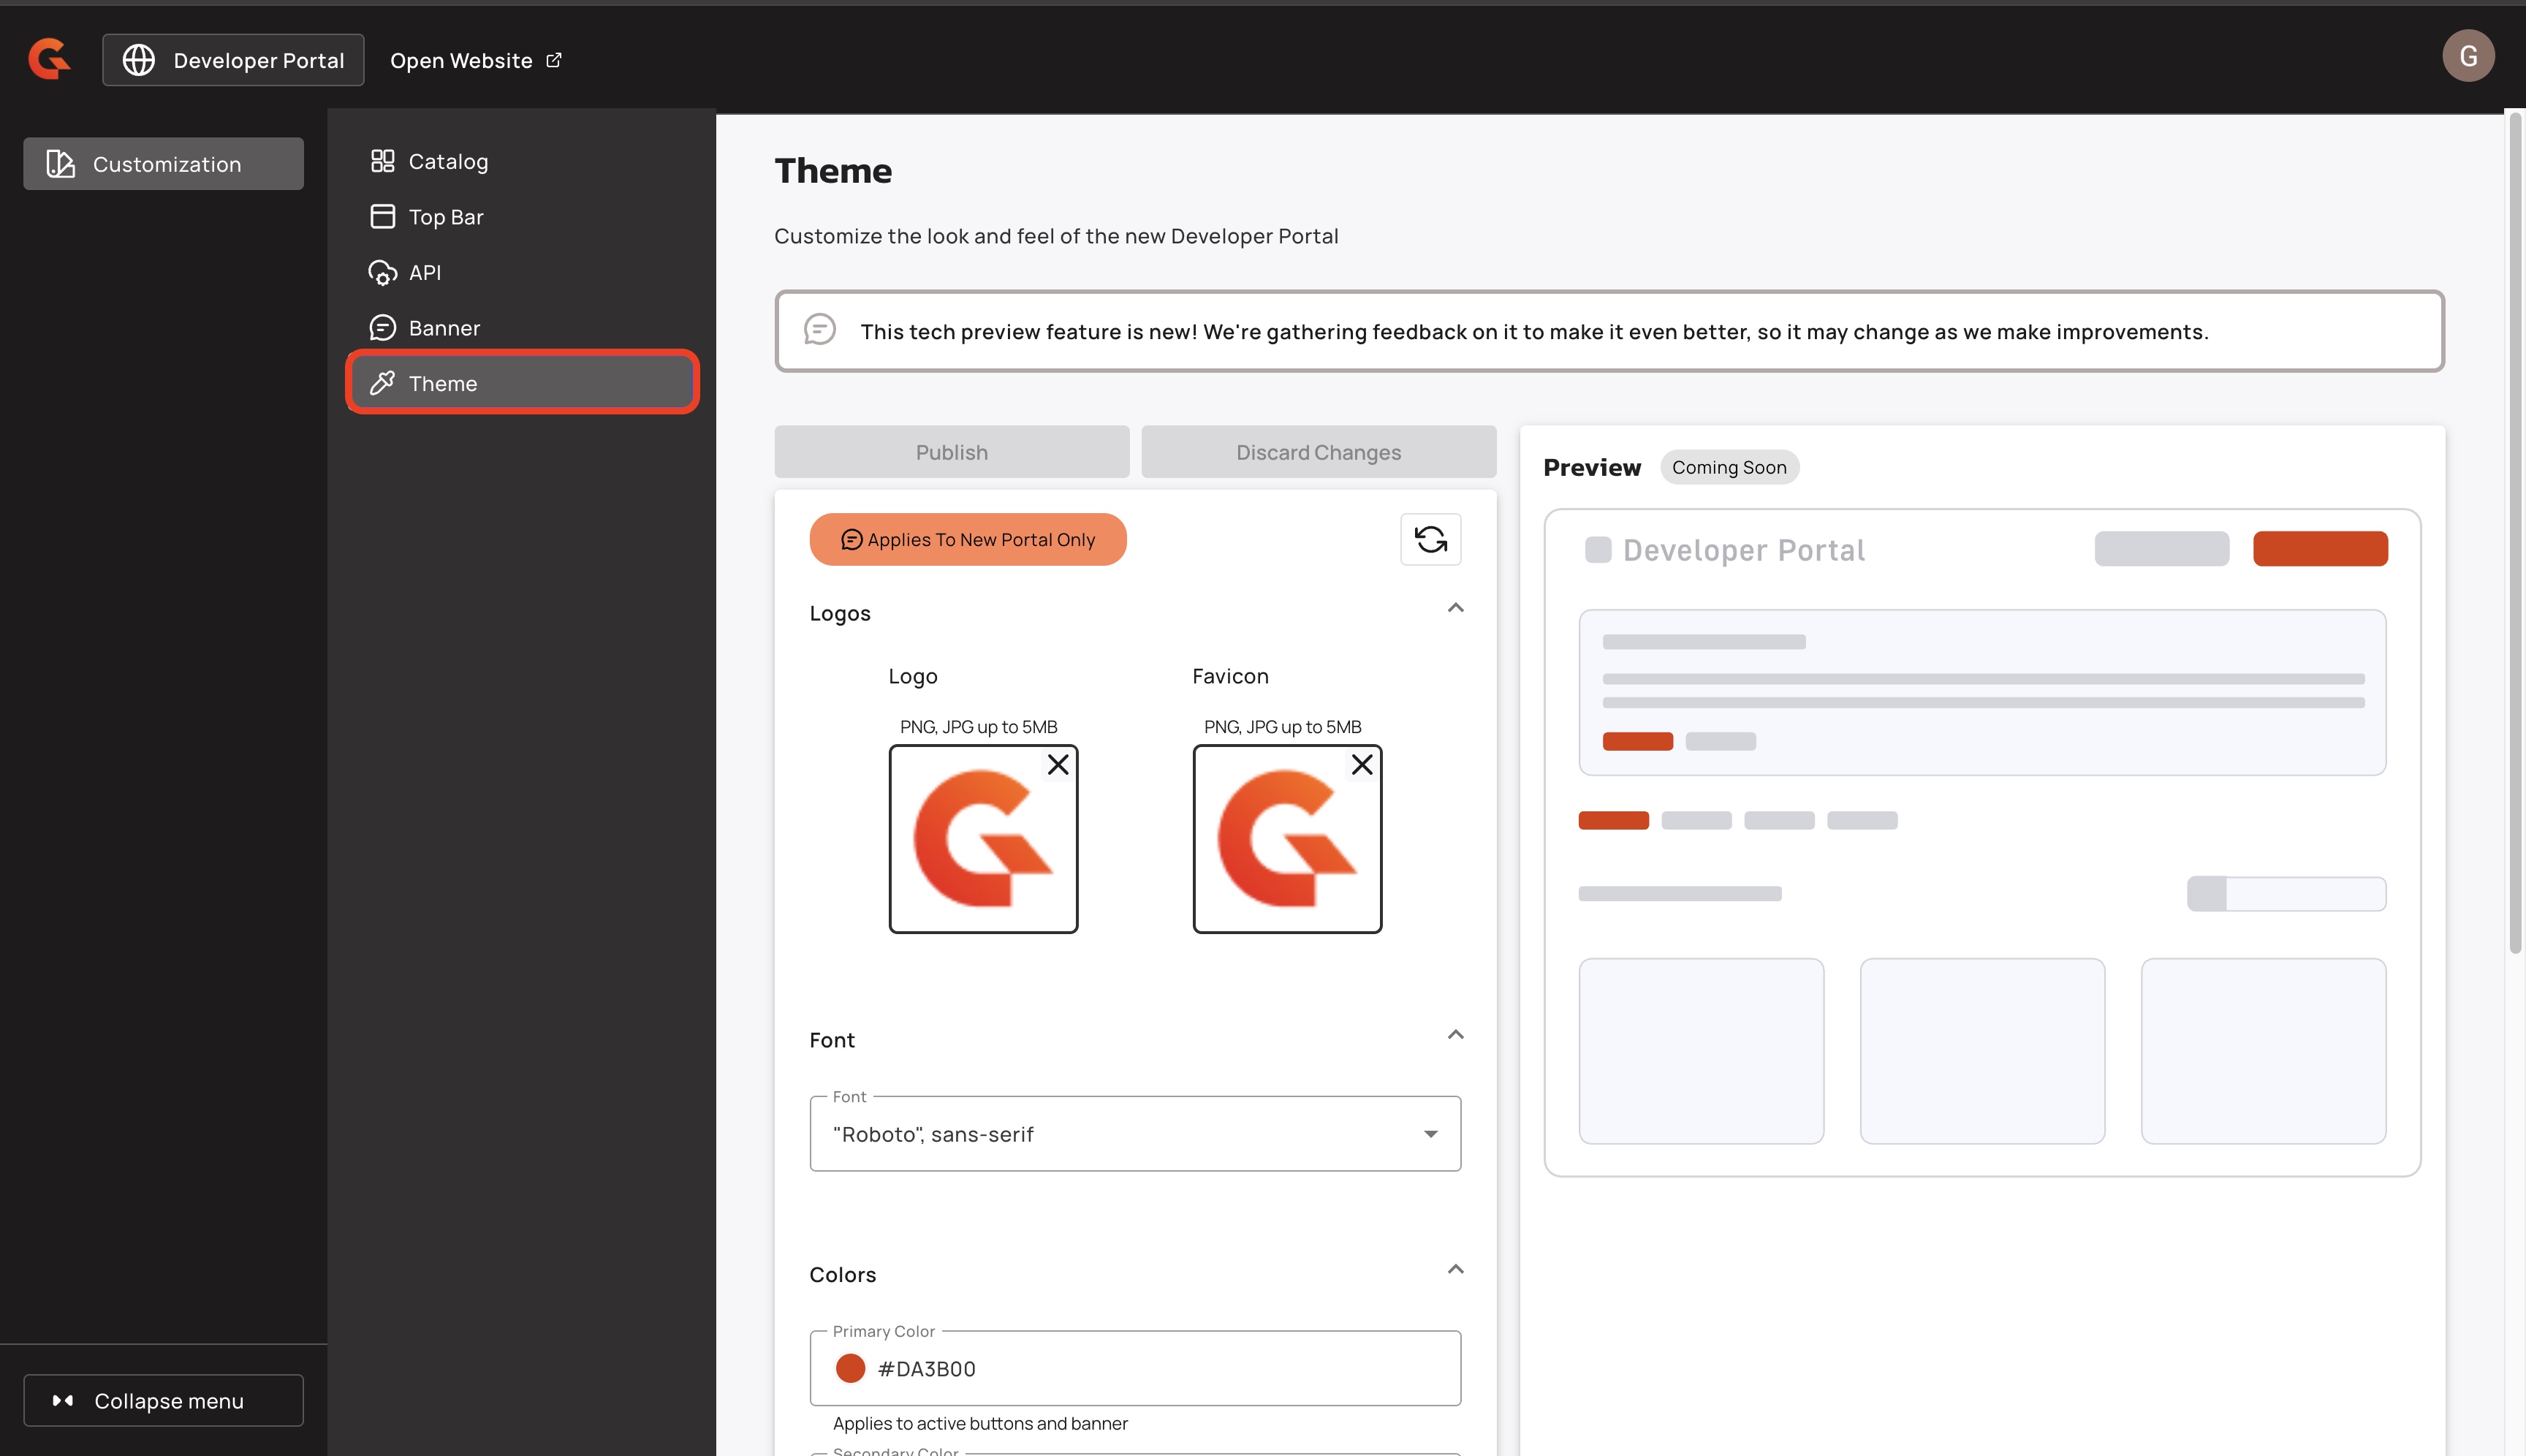 Developer Portal
Open Website
G
Customization
Catalog
Top Bar
API
Banner
Theme
Collapse menu
Theme
Customize the look and feel of the new Developer Portal
This tech preview feature is new! We're gathering feedback on it to make it even better, so it may change as we make improvements.
Publish
Discard Changes
Applies To New Portal Only
Logos
Logo
Favicon
PNG, JPG up to 5MB
PNG, JPG up to 5MB
Font
Font
"Roboto", sans-serif
Colors
Primary Color
#DA3B00
Applies to active buttons and banner
Secondary Color
Preview
Coming Soon
Developer Portal